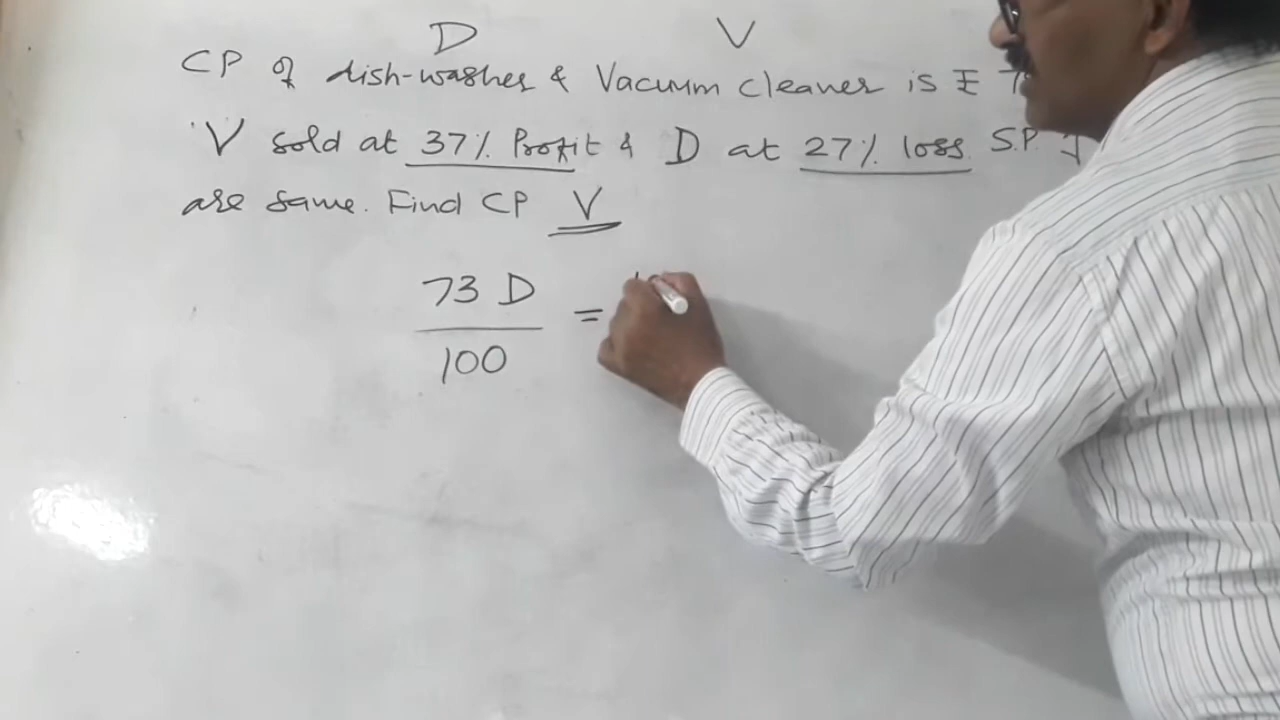 D V
CP of dish-washer & Vacuum cleaner is ₹ 7
V sold at 37% Profit & D at 27% loss. S.P.
are same. Find CP V
73 D
=
100